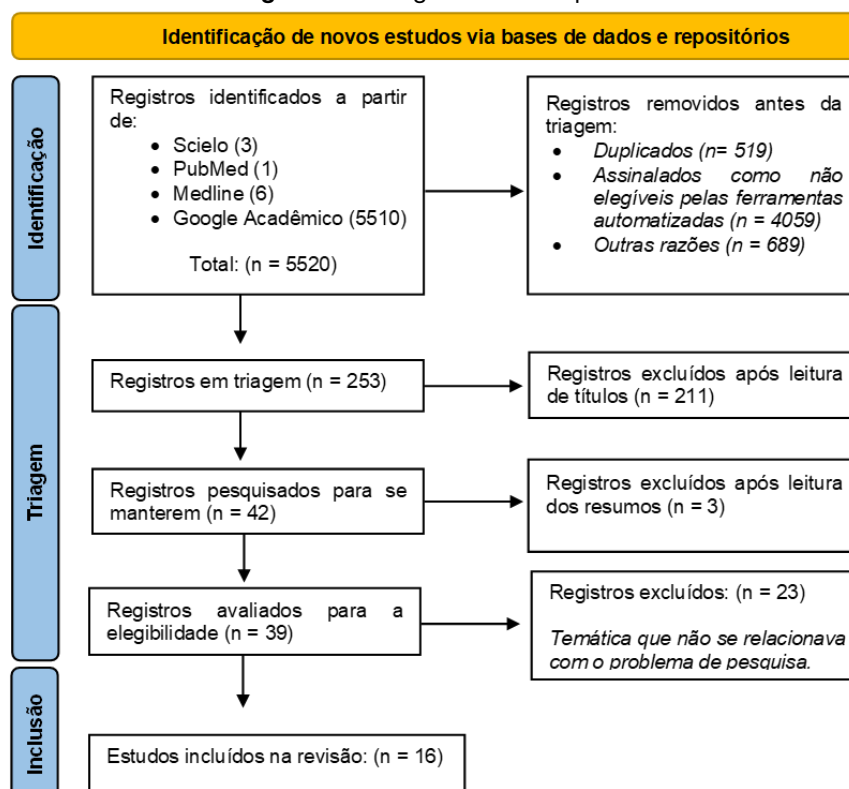 Identificação de novos estudos via bases de dados e repositórios
Identificação
Registros identificados a partir
de:
• Scielo (3)
• PubMed (1)
• Medline (6)
• Google Acadêmico (5510)
Total: (n = 5520)
Registros removidos antes da
triagem:
• Duplicados (n= 519)
• Assinalados como não
elegíveis pelas ferramentas
automatizadas (n = 4059)
• Outras razões (n = 689)
Triagem
Registros em triagem (n = 253)
Registros excluídos após leitura
de títulos (n = 211)
Registros pesquisados para se
manterem (n = 42)
Registros excluídos após leitura
dos resumos (n = 3)
Registros avaliados para a
elegibilidade (n = 39)
Registros excluídos: (n = 23)
Temática que não se relacionava
com o problema de pesquisa.
Inclusão
Estudos incluídos na revisão: (n = 16)